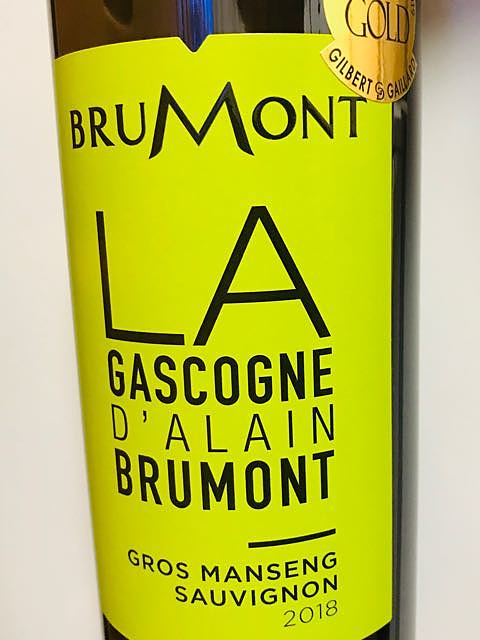 GOLD
GILBERT & GAILLARD
BRUMONT
LA
GASCOGNE
D'ALAIN
BRUMONT
GROS MANSENG
SAUVIGNON
2018